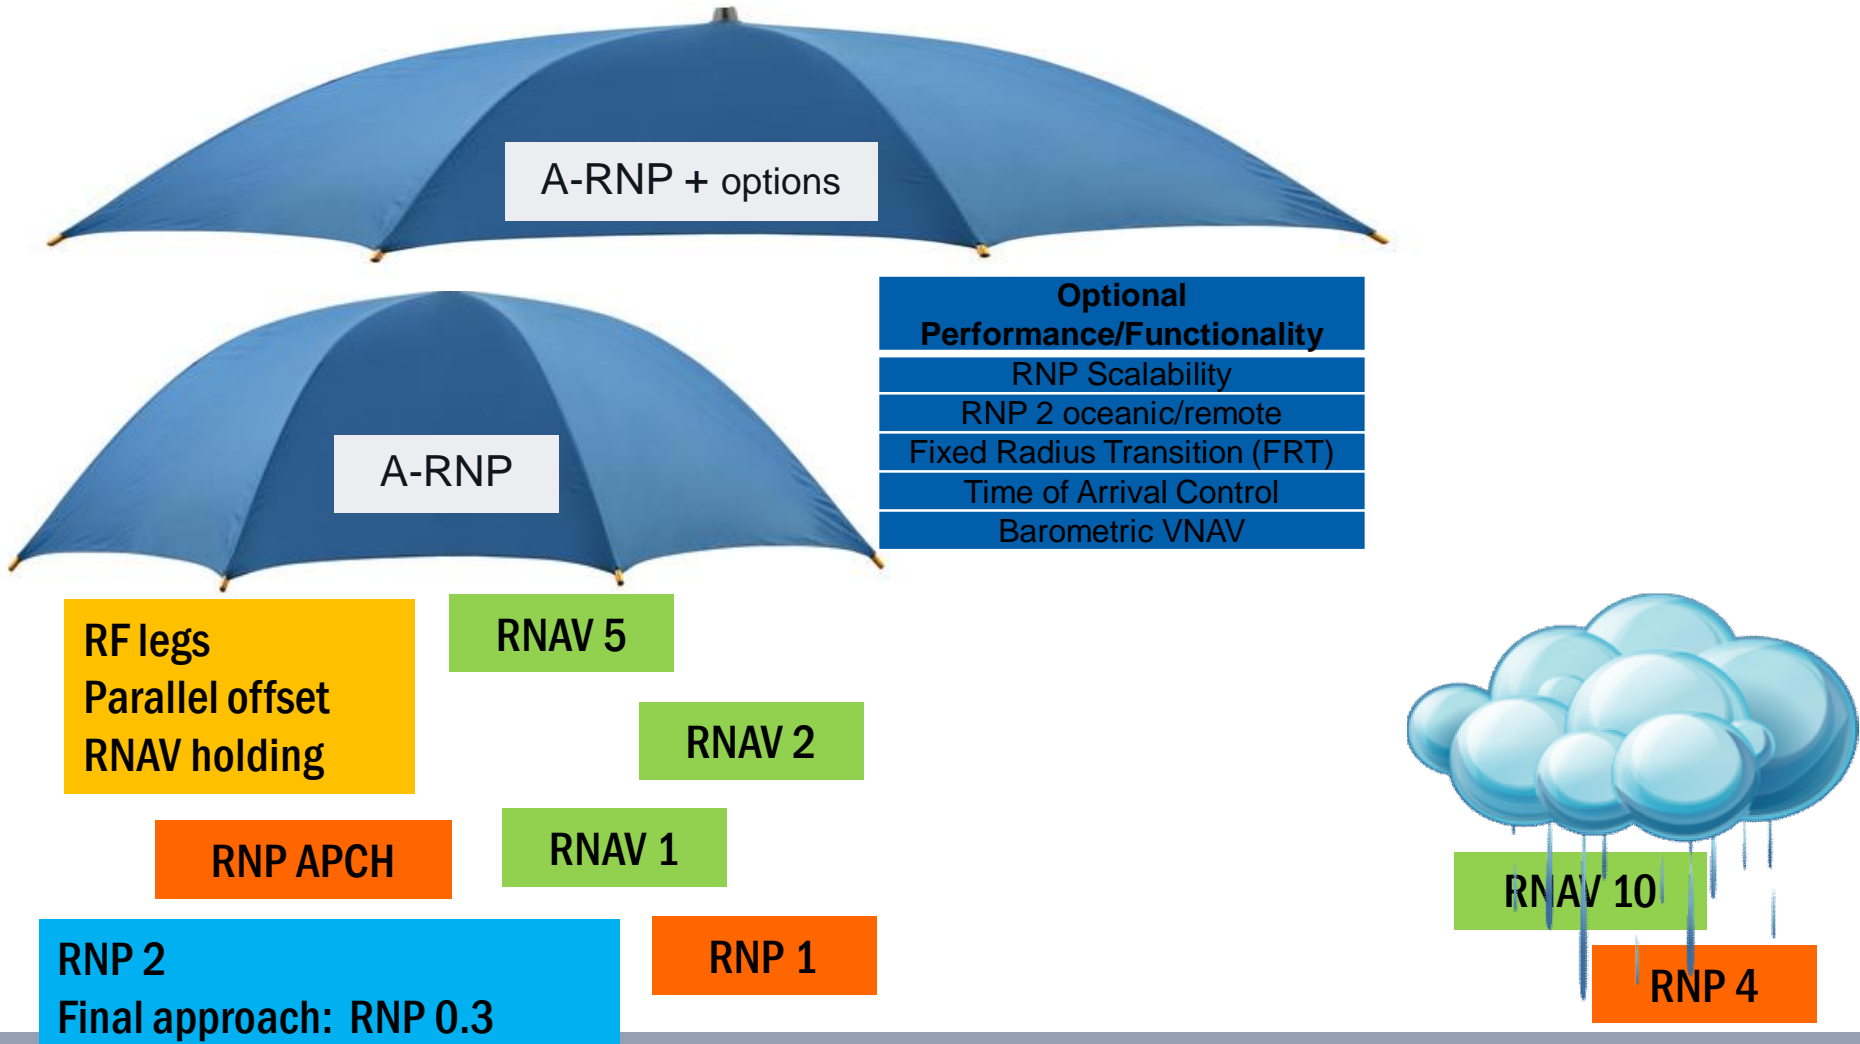 A-RNP + options
Optional
Performance/Functionality
RNP Scalability
RNP 2 oceanic/remote
Fixed Radius Transition (FRT)
Time of Arrival Control
Barometric VNAV
A-RNP
RF legs
Parallel offset
RNAV holding
RNAV 5
RNAV 2
RNP APCH
RNAV 1
RNP 2
Final approach: RNP 0.3
RNP 1
RNAV 10
RNP 4